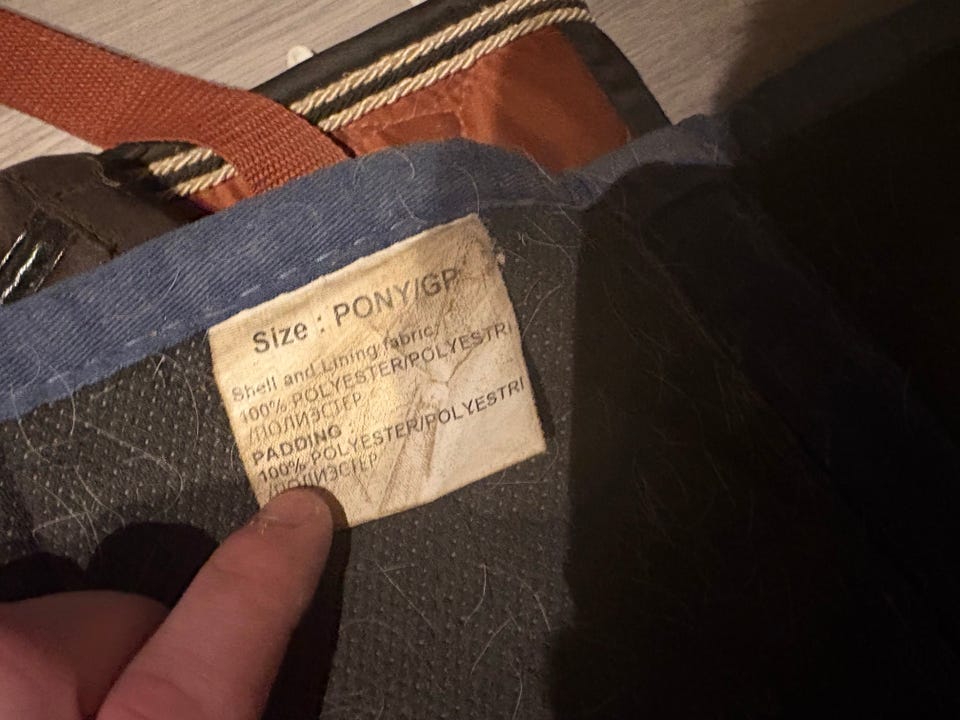 Size : PONY/GP
Shell and Lining fabric:
100% POLYESTER/POLYESTRI
/ПОЛИЭСТЕР
PADDING :
100% POLYESTER/POLYESTRI
/ПОЛИЭСТЕР